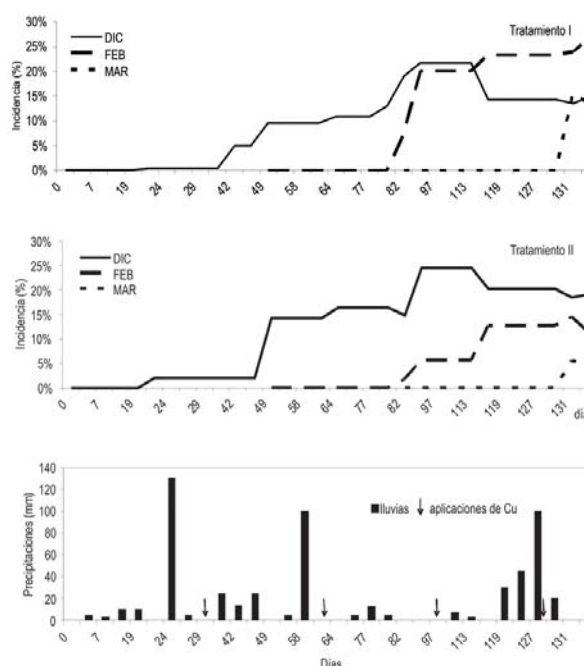 30%
25%
20%
15%
10%
5%
0%
Incidencia (%)
DIC
FEB
MAR
Tratamiento I
0 7 19 24 29 42 49 58 64 77 82 97 113 119 127 131
30%
25%
20%
15%
10%
5%
0%
Incidencia (%)
DIC
FEB
MAR
Tratamiento II
0 7 19 24 29 42 49 58 64 77 82 97 113 119 127 131 día
140
120
100
80
60
40
20
0
Precipitaciones (mm)
lluvias aplicaciones de Cu
0 7 19 24 29 42 49 58 64 77 82 97 113 119 127 131
Días